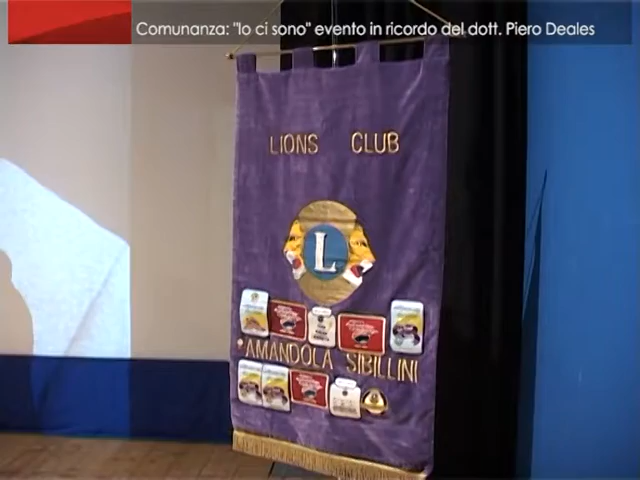 Comunanza: "Io ci sono" evento in ricordo del dott. Piero Deales
LIONS CLUB
L
AMANDOLA SIBILLINI